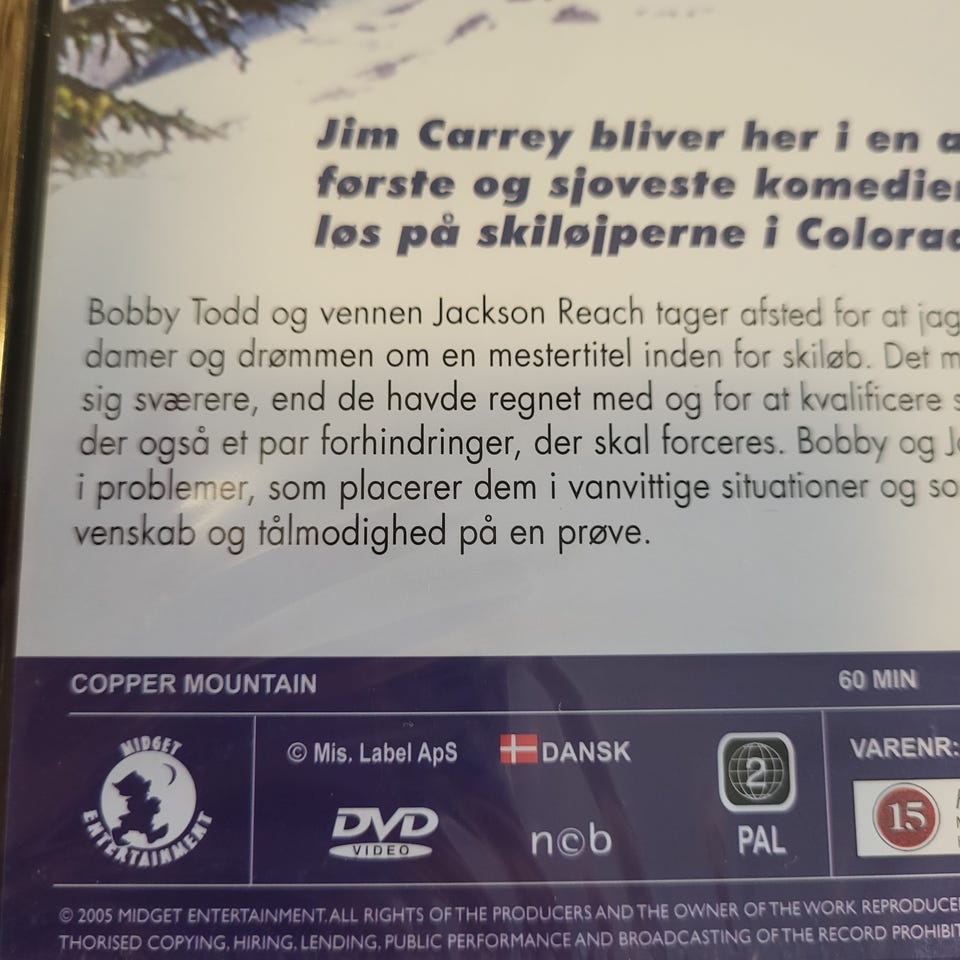 Jim Carrey bliver her i en a
første og sjoveste komedier
løs på skiløjperne i Colorad
Bobby Todd og vennen Jackson Reach tager afsted for at jag
damer og drømmen om en mestertitel inden for skiløb. Det m
sig sværere, end de havde regnet med og for at kvalificere s
der også et par forhindringer, der skal forceres. Bobby og Ja
i problemer, som placerer dem i vanvittige situationer og so
venskab og tålmodighed på en prøve.
COPPER MOUNTAIN 60 MIN
MIDGET ENTERTAINMENT
© Mis. Label ApS DANSK
2
PAL
DVD
VIDEO
n©b
VARENR:
15
© 2005 MIDGET ENTERTAINMENT. ALL RIGHTS OF THE PRODUCERS AND THE OWNER OF THE WORK REPRODUCE
THORISED COPYING, HIRING, LENDING, PUBLIC PERFORMANCE AND BROADCASTING OF THE RECORD PROHIBIT